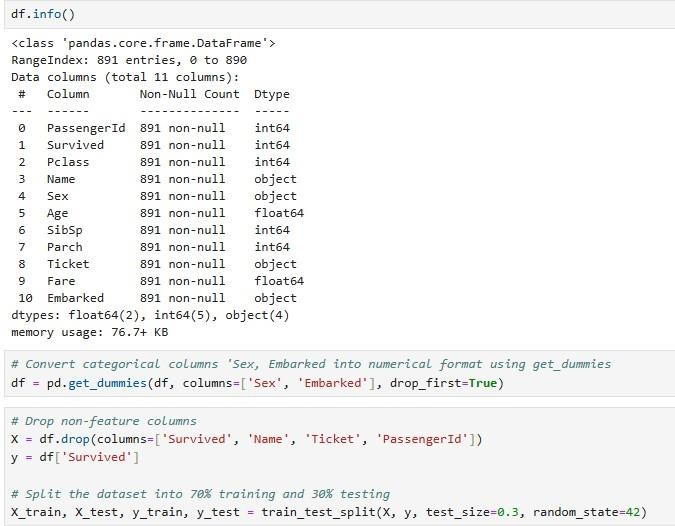 df.info()
<class 'pandas.core.frame.DataFrame'>
RangeIndex: 891 entries, 0 to 890
Data columns (total 11 columns):
 #   Column       Non-Null Count  Dtype
---  ------       --------------  -----
 0   PassengerId  891 non-null    int64
 1   Survived     891 non-null    int64
 2   Pclass       891 non-null    int64
 3   Name         891 non-null    object
 4   Sex          891 non-null    object
 5   Age          891 non-null    float64
 6   SibSp        891 non-null    int64
 7   Parch        891 non-null    int64
 8   Ticket       891 non-null    object
 9   Fare         891 non-null    float64
 10  Embarked     891 non-null    object
dtypes: float64(2), int64(5), object(4)
memory usage: 76.7+ KB
# Convert categorical columns 'Sex, Embarked into numerical format using get_dummies
df = pd.get_dummies(df, columns=['Sex', 'Embarked'], drop_first=True)
# Drop non-feature columns
X = df.drop(columns=['Survived', 'Name', 'Ticket', 'PassengerId'])
y = df['Survived']
# Split the dataset into 70% training and 30% testing
X_train, X_test, y_train, y_test = train_test_split(X, y, test_size=0.3, random_state=42)